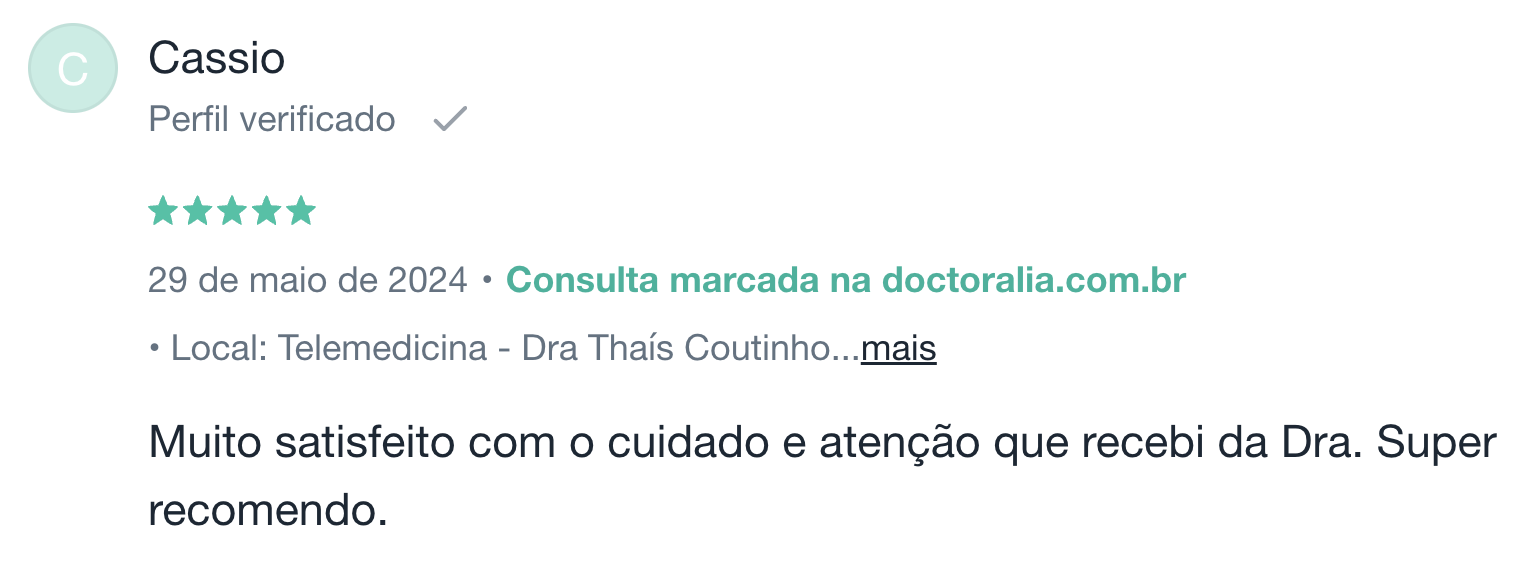 C
Cassio
Perfil verificado
29 de maio de 2024 • Consulta marcada na doctoralia.com.br
• Local: Telemedicina - Dra Thaís Coutinho...mais
Muito satisfeito com o cuidado e atenção que recebi da Dra. Super
recomendo.